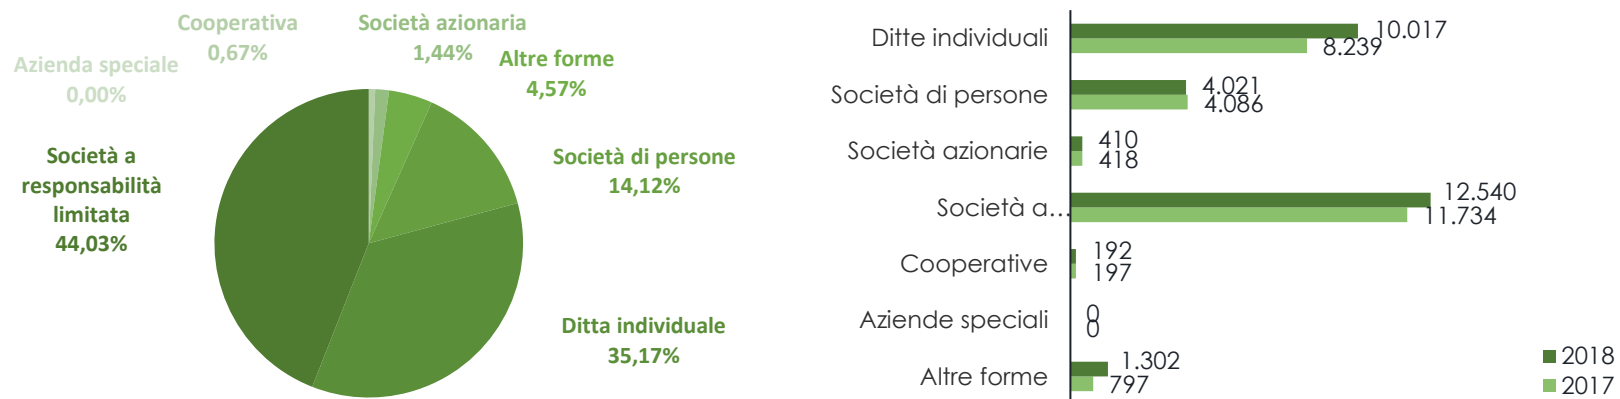 Cooperativa
0,67%
Società azionaria
1,44%
Altre forme
4,57%
Azienda speciale
0,00%
Società a
responsabilità
limitata
44,03%
Società di persone
14,12%
Ditta individuale
35,17%
Ditte individuali
10.017
8.239
Società di persone
4.021
4.086
Società azionarie
410
418
Società a...
12.540
11.734
Cooperative
192
197
Aziende speciali
0
0
Altre forme
1.302
797
2018
2017